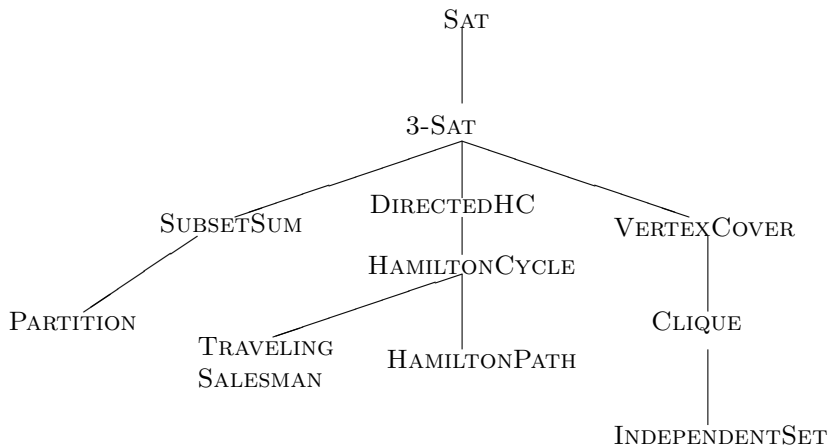 Sat
3-Sat
SubsetSum
DirectedHC
VertexCover
HamiltonCycle
Partition
Traveling
Salesman
HamiltonPath
Clique
IndependentSet